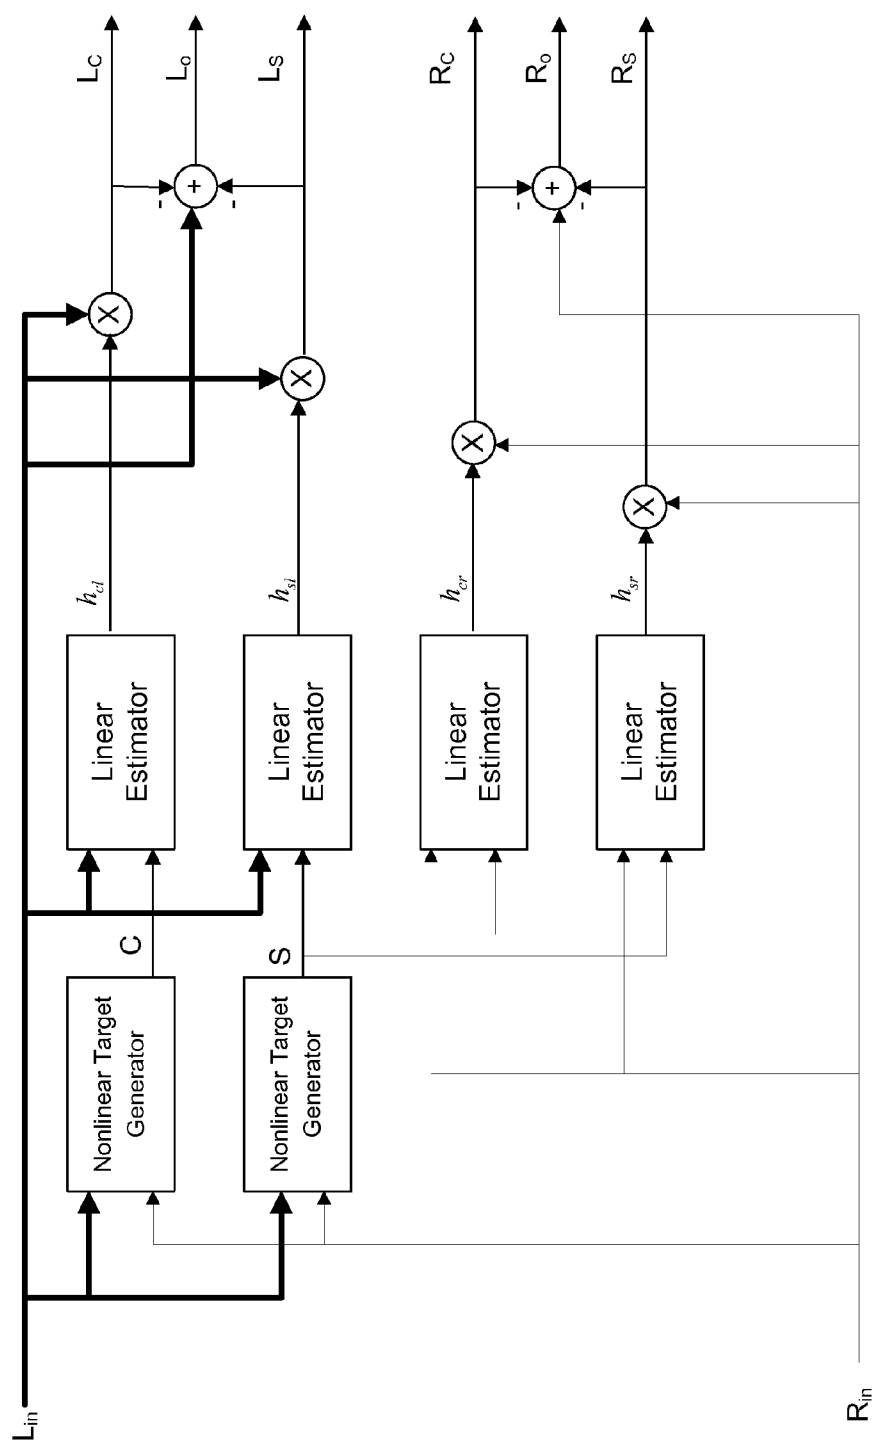 L_in
Nonlinear Target
Generator
C
Linear
Estimator
h_cl
X
+
-
-
L_C
L_o
L_S
Nonlinear Target
Generator
S
Linear
Estimator
h_sl
X
Linear
Estimator
h_cr
X
+
-
-
R_C
R_o
R_S
Linear
Estimator
h_sr
X
R_in